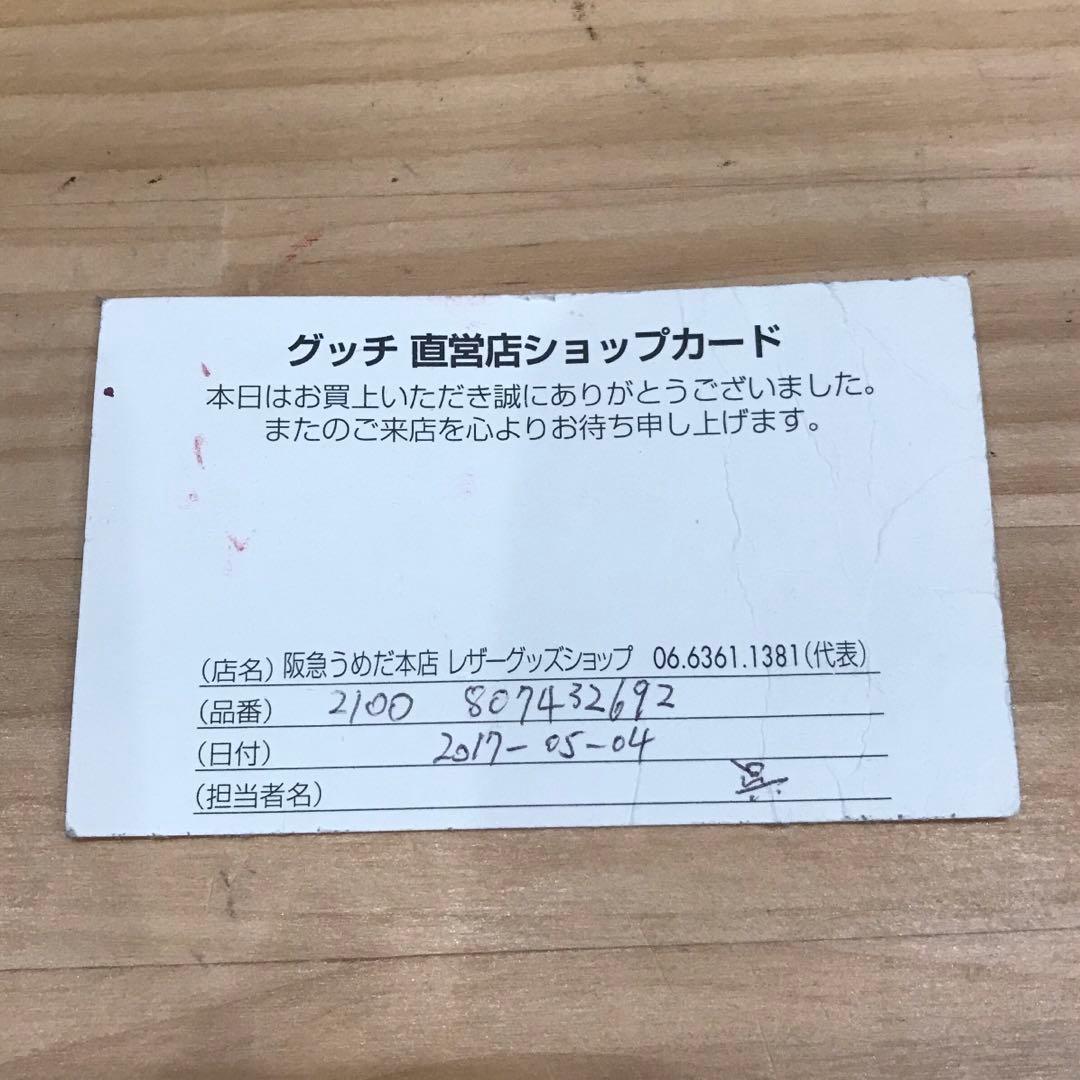 グッチ 直営店ショップカード
本日はお買上いただき誠にありがとうございました。
またのご来店を心よりお待ち申し上げます。
(店名) 阪急うめだ本店 レザーグッズショップ 06.6361.1381(代表)
(品番) 2100 807432692
(日付) 2017-05-04
(担当者名)